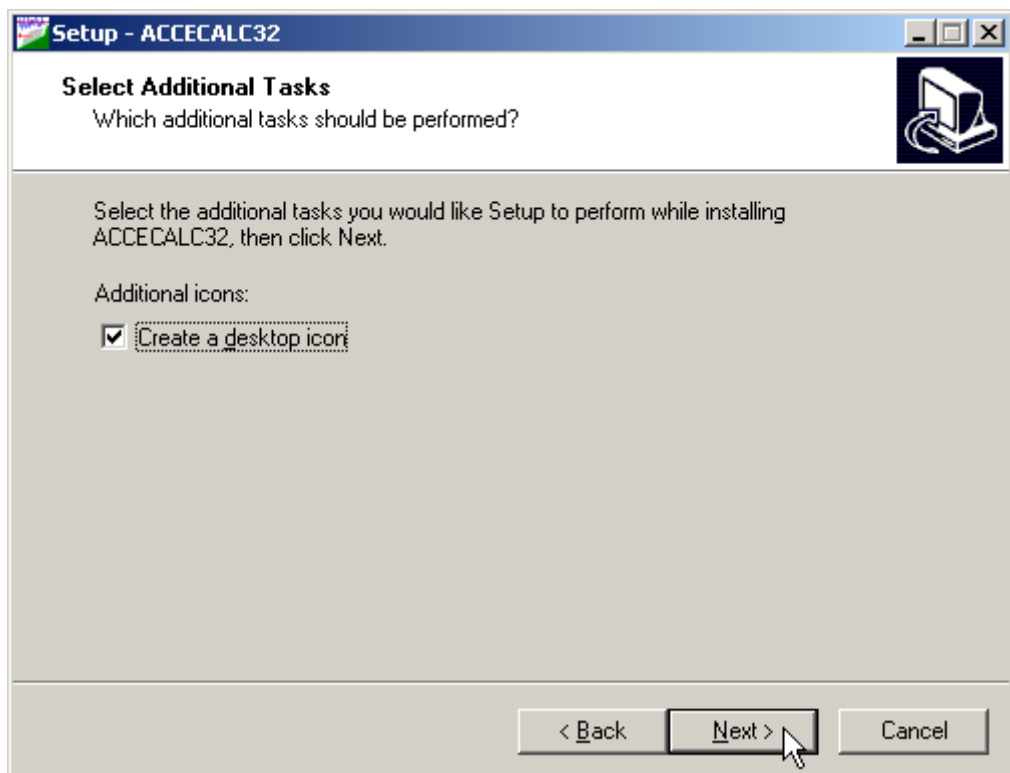 Setup - ACCECALC32
Select Additional Tasks
Which additional tasks should be performed?
Select the additional tasks you would like Setup to perform while installing
ACCECALC32, then click Next.
Additional icons:
Create a desktop icon
< Back
Next >
Cancel